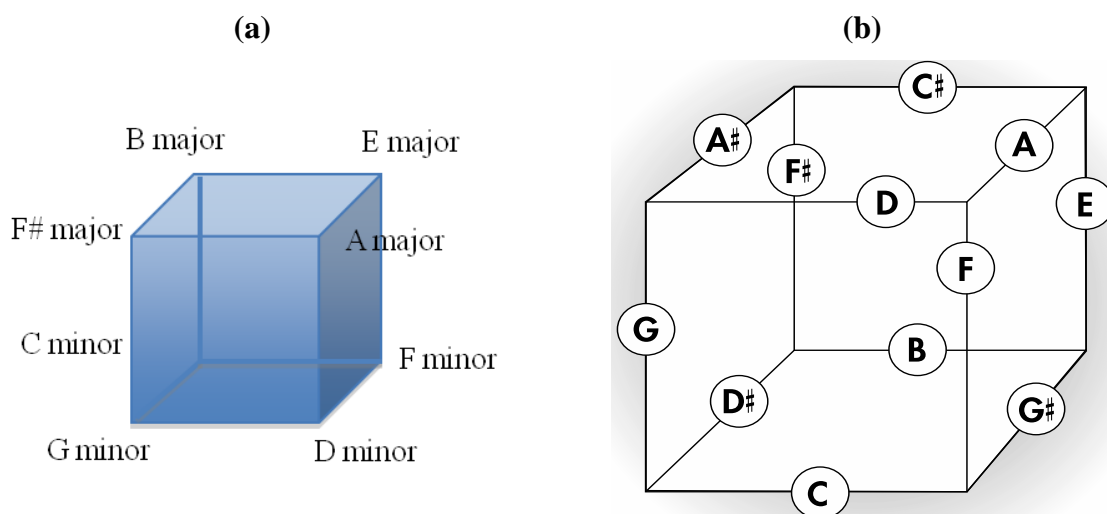 (a)
B major
E major
F# major
A major
C minor
F minor
G minor
D minor
(b)
C♯
A♯
A
F♯
D
E
F
G
B
D♯
G♯
C